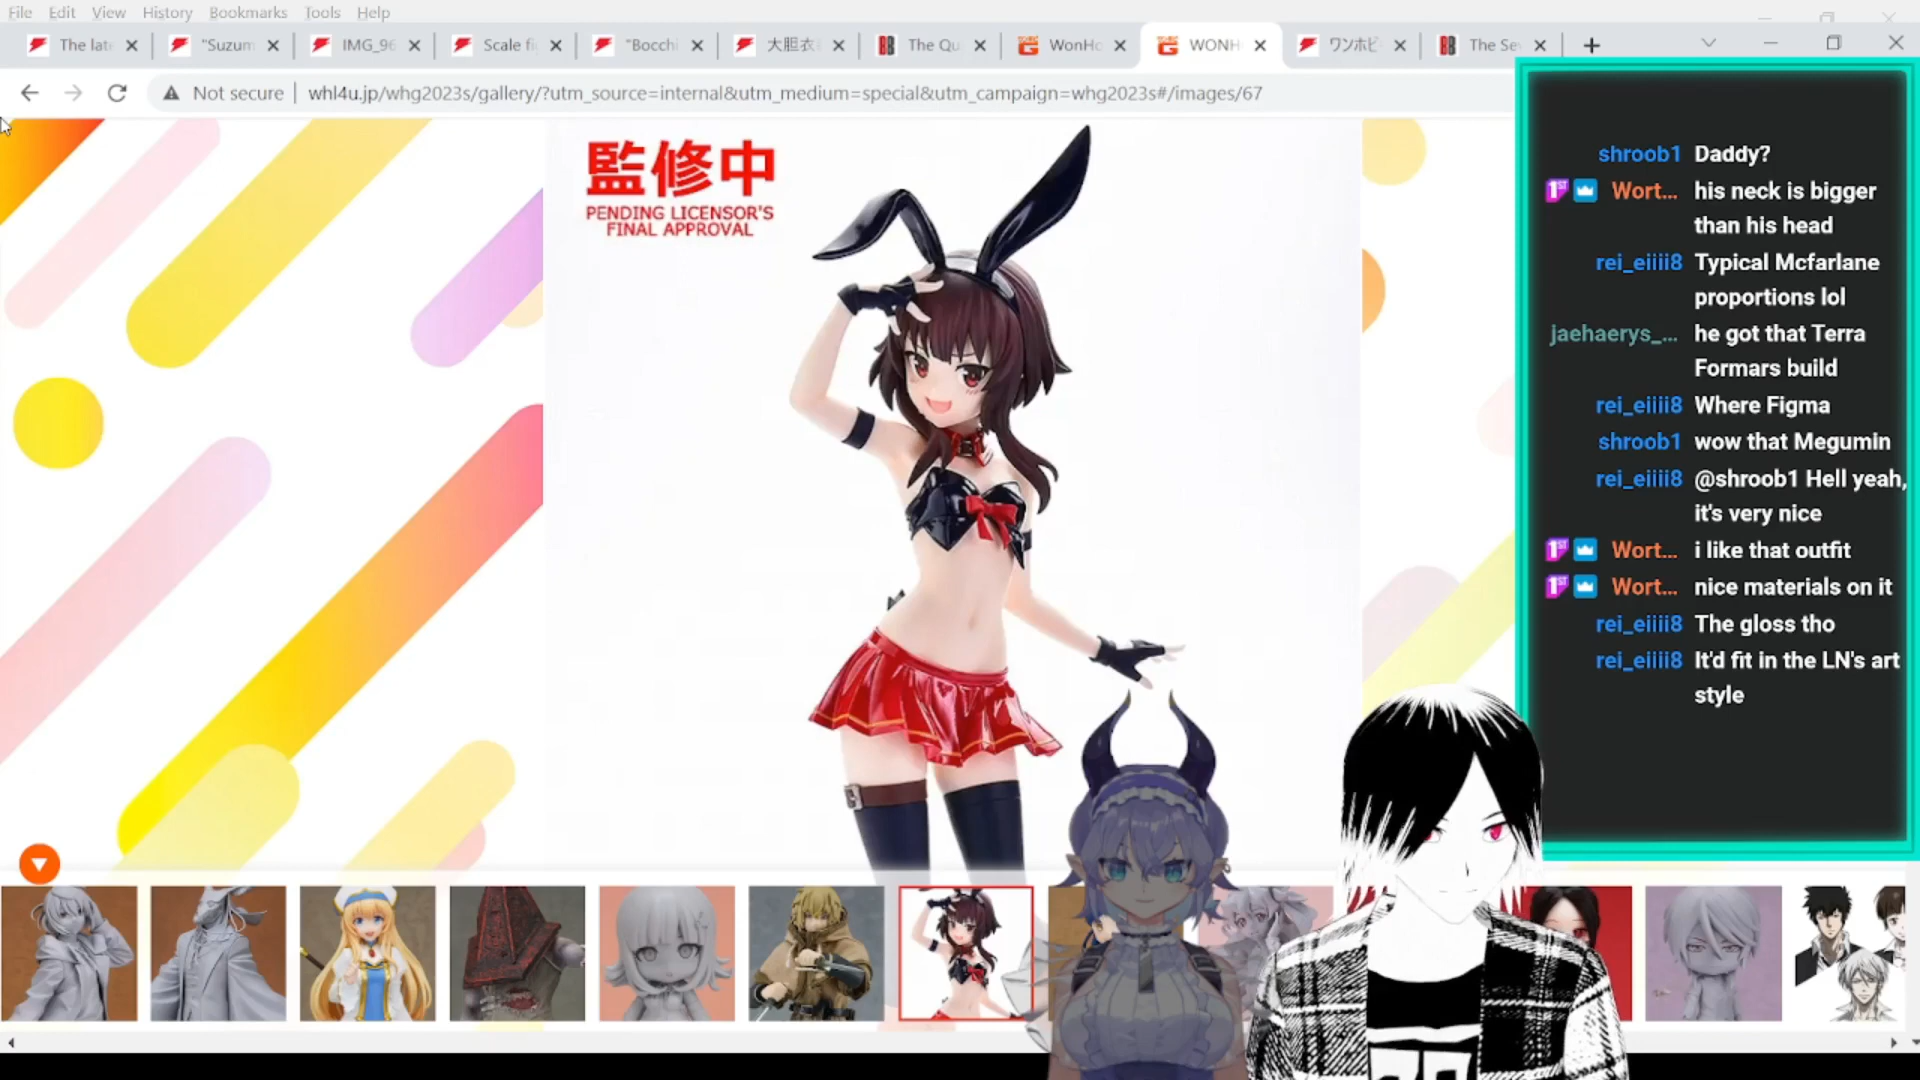 File Edit View History Bookmarks Tools Help
The late "Suzum IMG_96 Scale fi "Bocchi 大胆衣 The Qu WonHo WONH ワンホビ The Se
Not secure whl4u.jp/whg2023s/gallery/?utm_source=internal&utm_medium=special&utm_campaign=whg2023s#/images/67
監修中
PENDING LICENSOR'S
FINAL APPROVAL
shroob1 Daddy?
1ST Wort... his neck is bigger
than his head
rei_eiiii8 Typical Mcfarlane
proportions lol
jaehaerys_... he got that Terra
Formars build
rei_eiiii8 Where Figma
shroob1 wow that Megumin
rei_eiiii8 @shroob1 Hell yeah,
it's very nice
1ST Wort... i like that outfit
1ST Wort... nice materials on it
rei_eiiii8 The gloss tho
rei_eiiii8 It'd fit in the LN's art
style